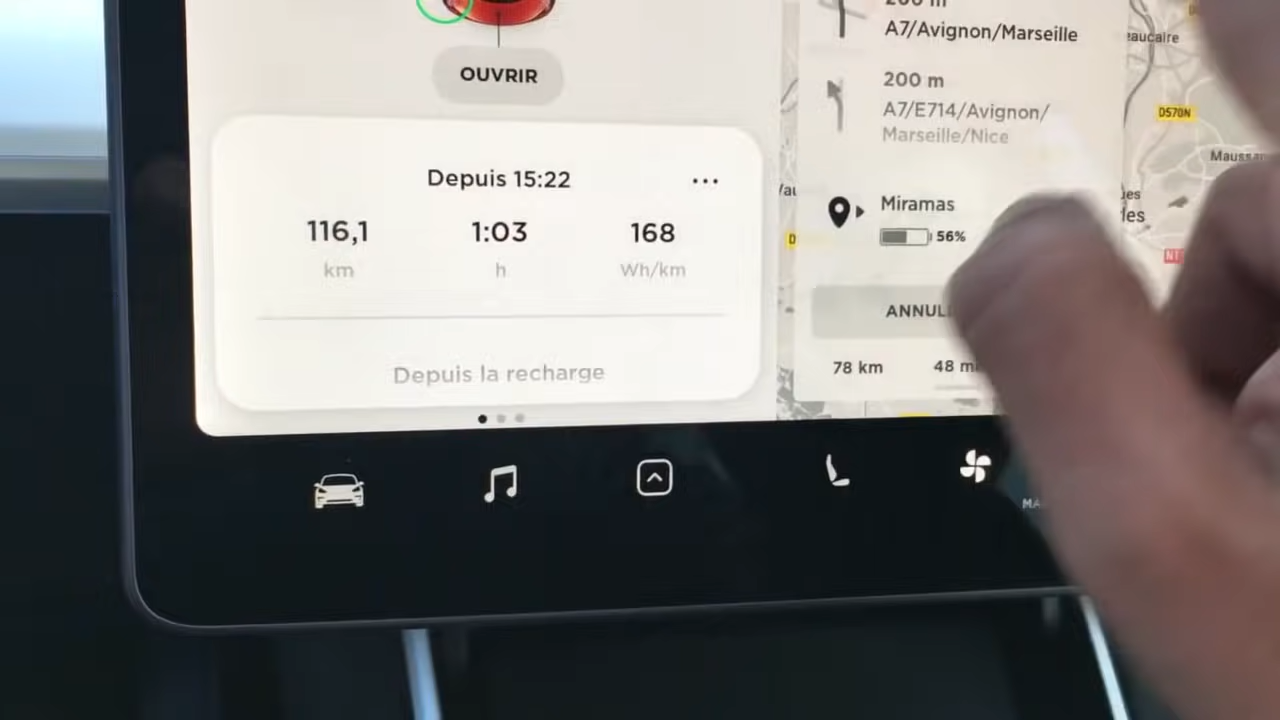 OUVRIR
Depuis 15:22
116,1
1:03
168
km
h
Wh/km
Depuis la recharge
200 m
A7/Avignon/Marseille
200 m
A7/E714/Avignon/
Marseille/Nice
Miramas
56%
78 km
D570N